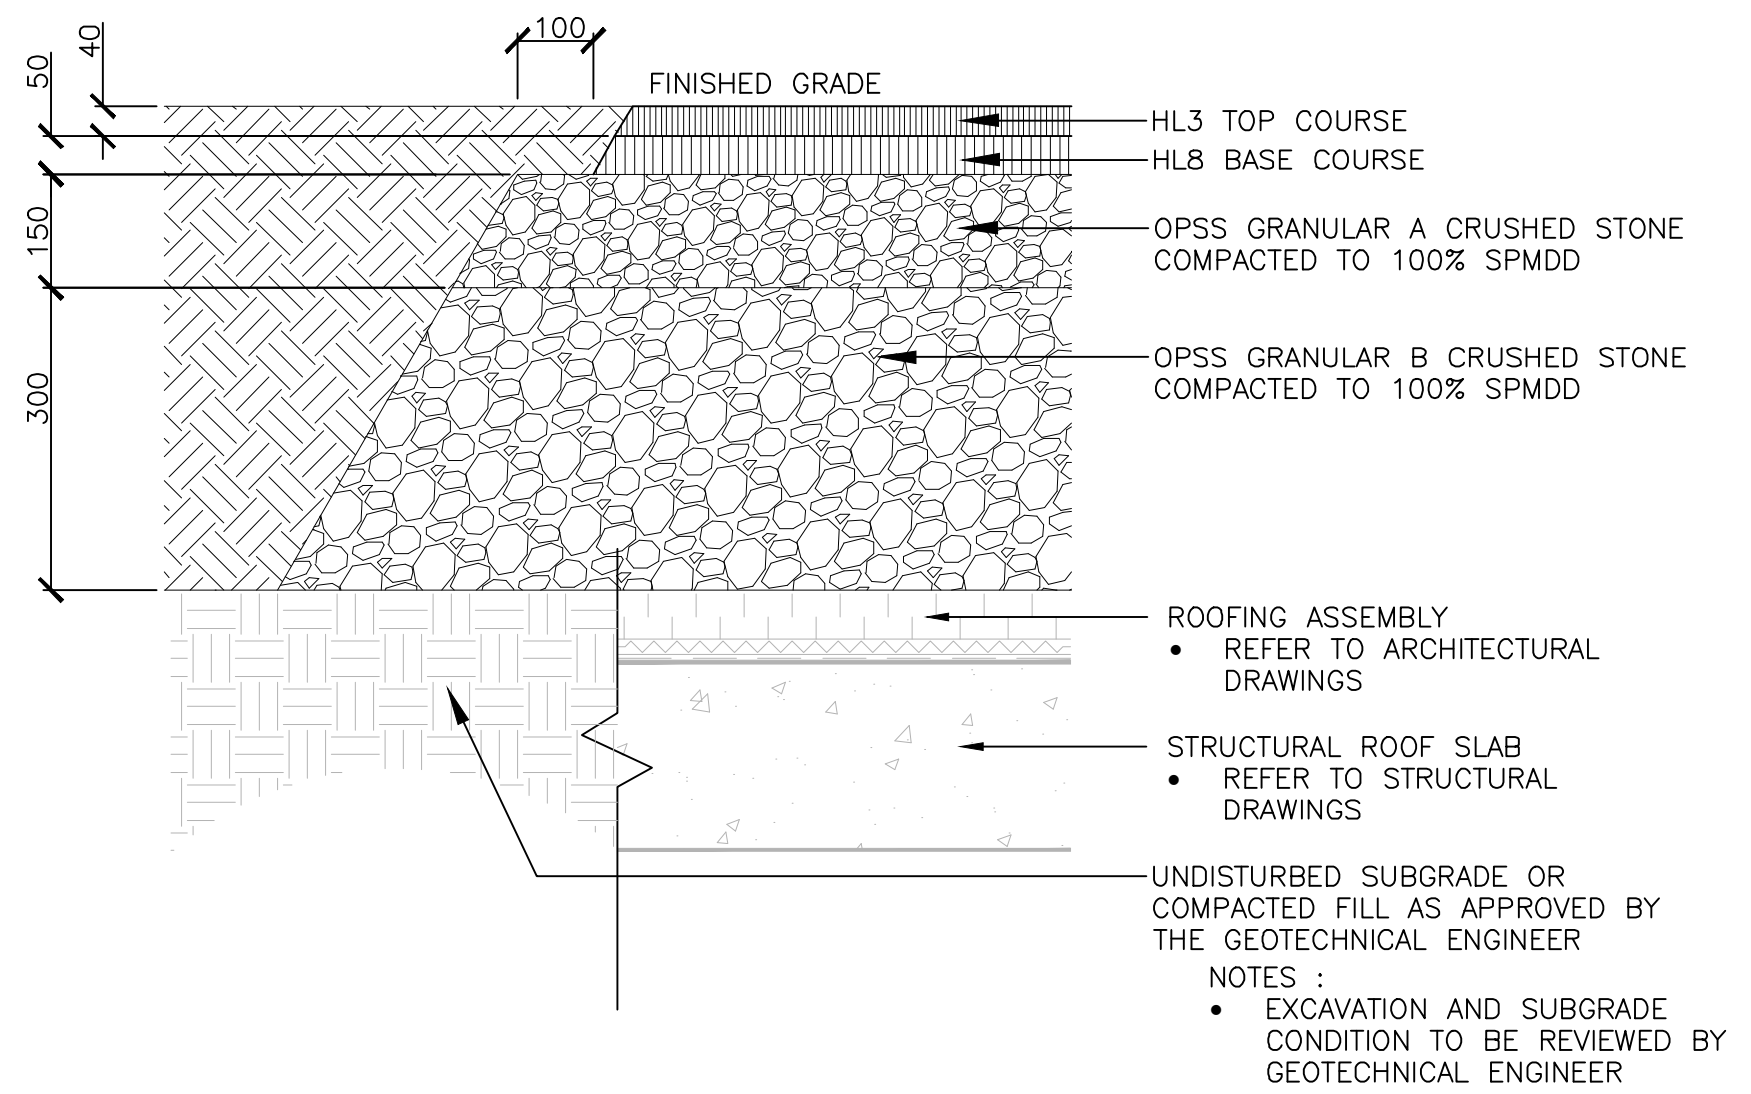 100
40
50
FINISHED GRADE
HL3 TOP COURSE
HL8 BASE COURSE
150
OPSS GRANULAR A CRUSHED STONE
COMPACTED TO 100% SPMDD
300
OPSS GRANULAR B CRUSHED STONE
COMPACTED TO 100% SPMDD
ROOFING ASSEMBLY
• REFER TO ARCHITECTURAL
DRAWINGS
STRUCTURAL ROOF SLAB
• REFER TO STRUCTURAL
DRAWINGS
UNDISTURBED SUBGRADE OR
COMPACTED FILL AS APPROVED BY
THE GEOTECHNICAL ENGINEER
NOTES :
• EXCAVATION AND SUBGRADE
CONDITION TO BE REVIEWED BY
GEOTECHNICAL ENGINEER